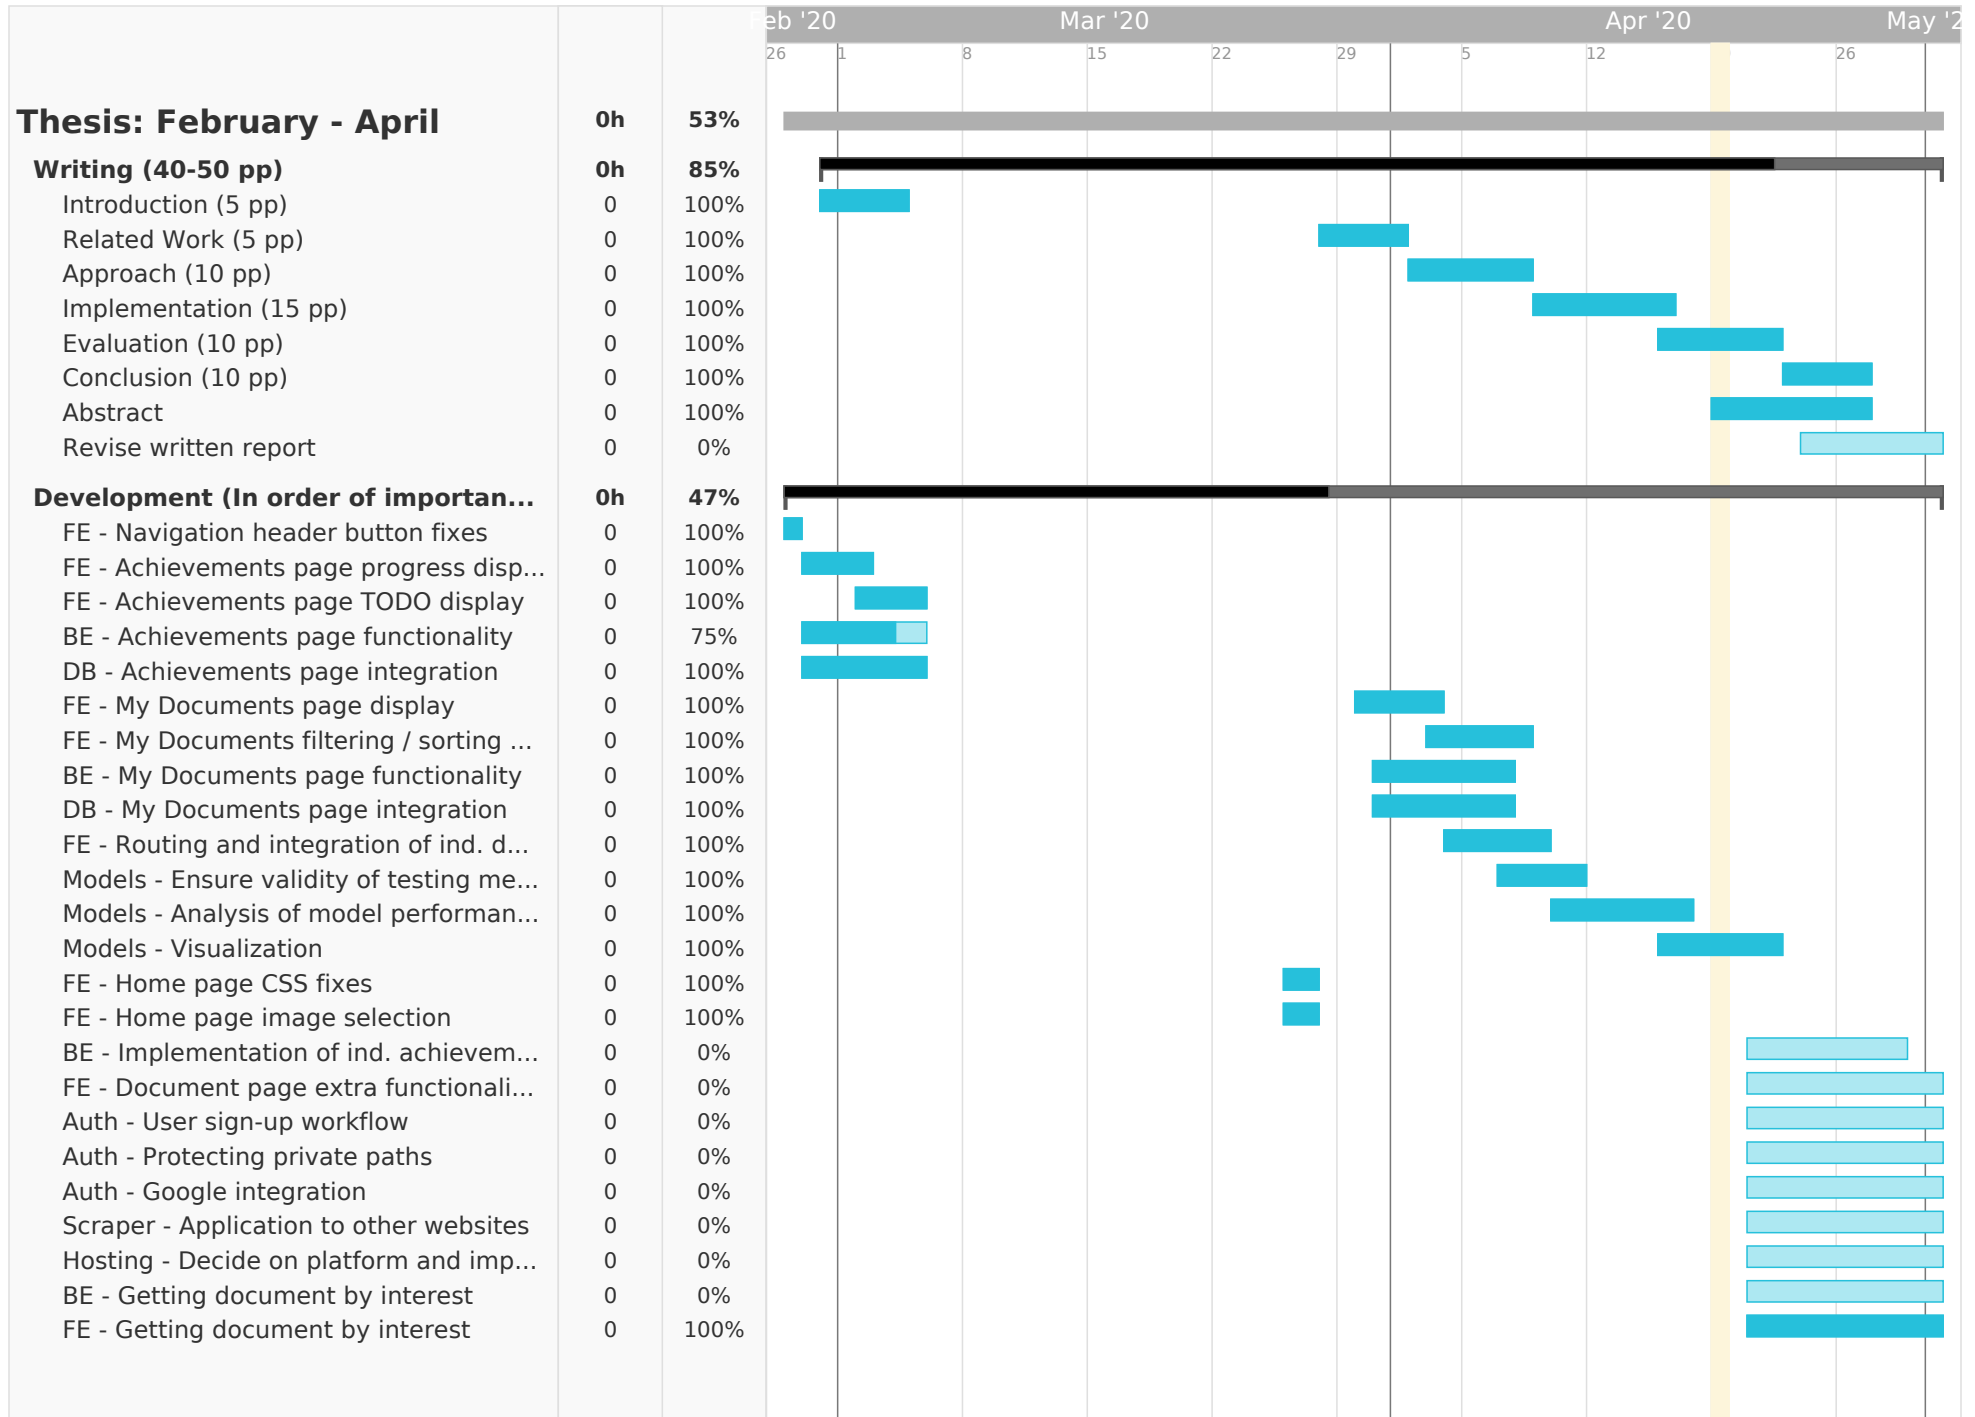 Feb '20 Mar '20 Apr '20 May '2
26 1 8 15 22 29 5 12 26
Thesis: February - April 0h 53%
Writing (40-50 pp) 0h 85%
Introduction (5 pp) 0 100%
Related Work (5 pp) 0 100%
Approach (10 pp) 0 100%
Implementation (15 pp) 0 100%
Evaluation (10 pp) 0 100%
Conclusion (10 pp) 0 100%
Abstract 0 100%
Revise written report 0 0%
Development (In order of importan... 0h 47%
FE - Navigation header button fixes 0 100%
FE - Achievements page progress disp... 0 100%
FE - Achievements page TODO display 0 100%
BE - Achievements page functionality 0 75%
DB - Achievements page integration 0 100%
FE - My Documents page display 0 100%
FE - My Documents filtering / sorting ... 0 100%
BE - My Documents page functionality 0 100%
DB - My Documents page integration 0 100%
FE - Routing and integration of ind. d... 0 100%
Models - Ensure validity of testing me... 0 100%
Models - Analysis of model performan... 0 100%
Models - Visualization 0 100%
FE - Home page CSS fixes 0 100%
FE - Home page image selection 0 100%
BE - Implementation of ind. achievem... 0 0%
FE - Document page extra functionali... 0 0%
Auth - User sign-up workflow 0 0%
Auth - Protecting private paths 0 0%
Auth - Google integration 0 0%
Scraper - Application to other websites 0 0%
Hosting - Decide on platform and imp... 0 0%
BE - Getting document by interest 0 0%
FE - Getting document by interest 0 100%